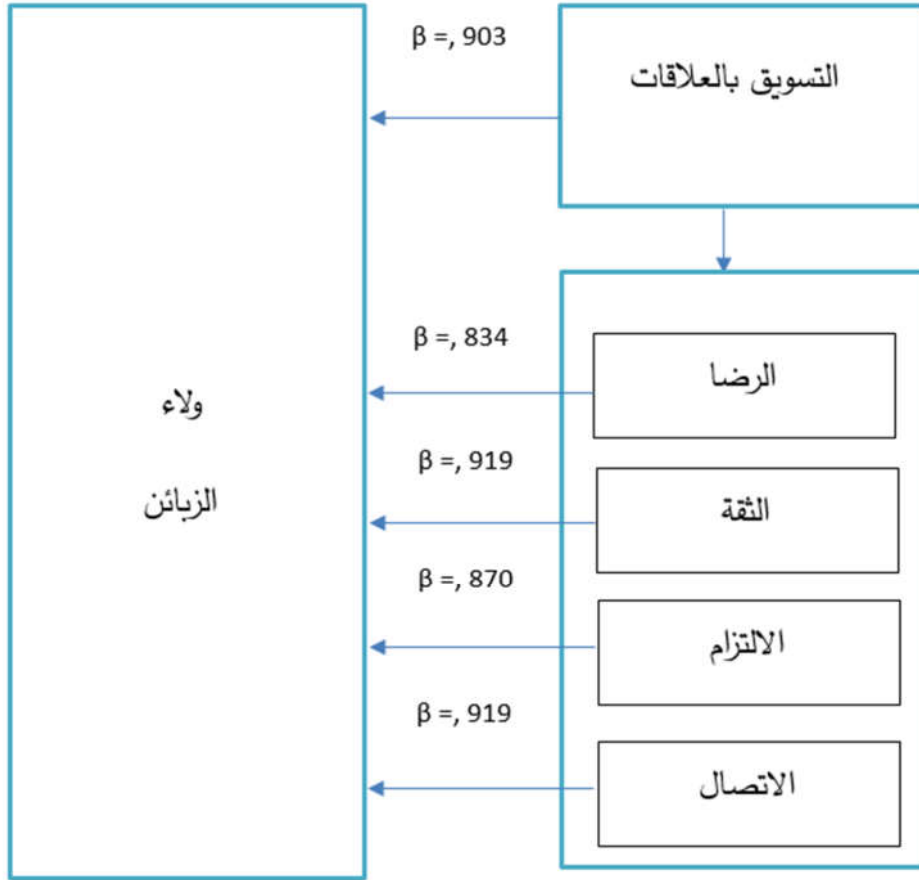 β =, 903
التسويق بالعلاقات
β =, 834
الرضا
ولاء
الزبائن
β =, 919
الثقة
β =, 870
الالتزام
β =, 919
الاتصال